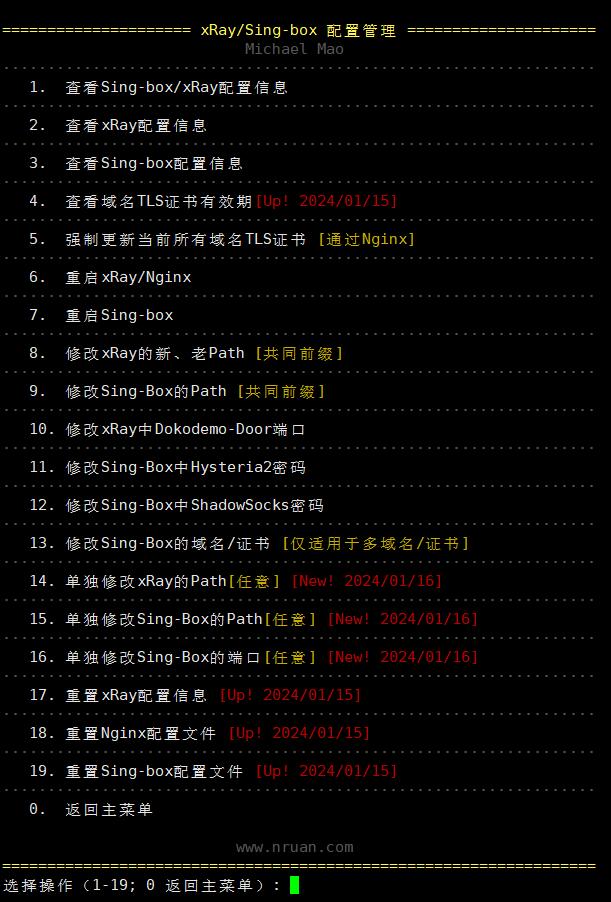 ===================== xRay/Sing-box 配置管理 =====================
Michael Mao
1. 查看Sing-box/xRay配置信息
2. 查看xRay配置信息
3. 查看Sing-box配置信息
4. 查看域名TLS证书有效期[Up! 2024/01/15]
5. 强制更新当前所有域名TLS证书 [通过Nginx]
6. 重启xRay/Nginx
7. 重启Sing-box
8. 修改xRay的新、老Path [共同前缀]
9. 修改Sing-Box的Path [共同前缀]
10. 修改xRay中Dokodemo-Door端口
11. 修改Sing-Box中Hysteria2密码
12. 修改Sing-Box中ShadowSocks密码
13. 修改Sing-Box的域名/证书 [仅适用于多域名/证书]
14. 单独修改xRay的Path[任意] [New! 2024/01/16]
15. 单独修改Sing-Box的Path[任意] [New! 2024/01/16]
16. 单独修改Sing-Box的端口[任意] [New! 2024/01/16]
17. 重置xRay配置信息 [Up! 2024/01/15]
18. 重置Nginx配置文件 [Up! 2024/01/15]
19. 重置Sing-box配置文件 [Up! 2024/01/15]
0. 返回主菜单
www.nruan.com
选择操作（1-19; 0 返回主菜单）: